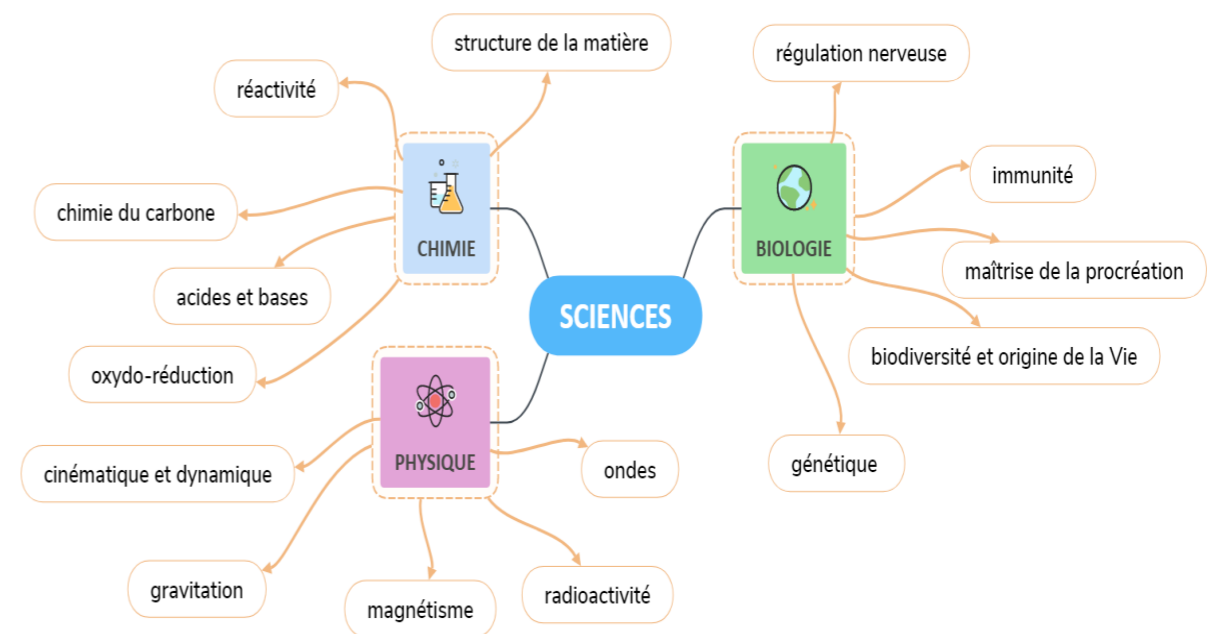 structure de la matière
régulation nerveuse
réactivité
immunité
chimie du carbone
CHIMIE
BIOLOGIE
maîtrise de la procréation
acides et bases
SCIENCES
biodiversité et origine de la Vie
oxydo-réduction
PHYSIQUE
cinématique et dynamique
ondes
génétique
gravitation
magnétisme
radioactivité